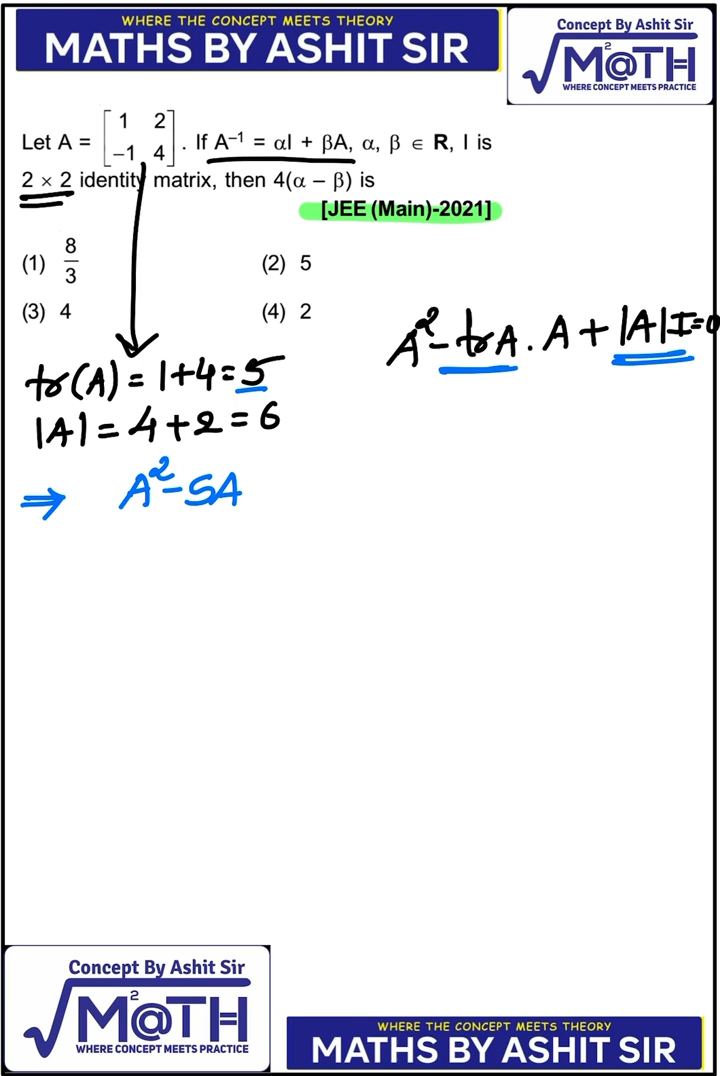 WHERE THE CONCEPT MEETS THEORY
MATHS BY ASHIT SIR
Concept By Ashit Sir
√M²@TH
WHERE CONCEPT MEETS PRACTICE
Let A = [1 2
−1 4]. If A⁻¹ = αI + βA, α, β ∈ R, I is
2 × 2 identity matrix, then 4(α − β) is
[JEE (Main)-2021]
(1) 8/3
(2) 5
(3) 4
(4) 2
A² − trA . A + |A|I=0
tr(A) = 1+4=5
|A| = 4+2=6
⇒ A²−5A
Concept By Ashit Sir
√M²@TH
WHERE CONCEPT MEETS PRACTICE
WHERE THE CONCEPT MEETS THEORY
MATHS BY ASHIT SIR